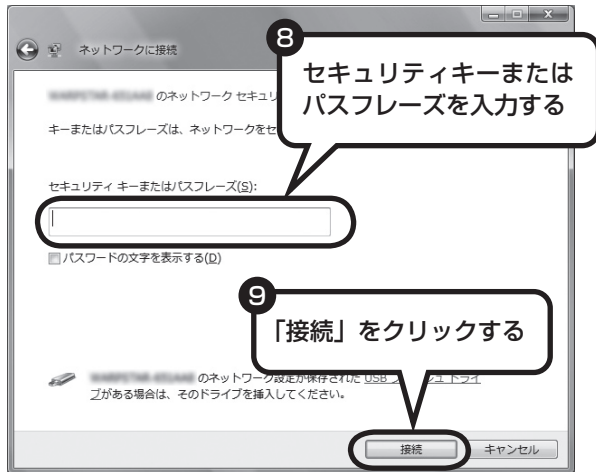 ネットワークに接続
8
セキュリティキーまたは
パスフレーズを入力する
のネットワーク セキュリ
キーまたはパスフレーズは、ネットワークをセ
セキュリティ キーまたはパスフレーズ(S):
パスワードの文字を表示する(D)
9
「接続」をクリックする
のネットワーク設定が保存された USB
ブがある場合は、そのドライブを挿入してください。
接続
キャンセル